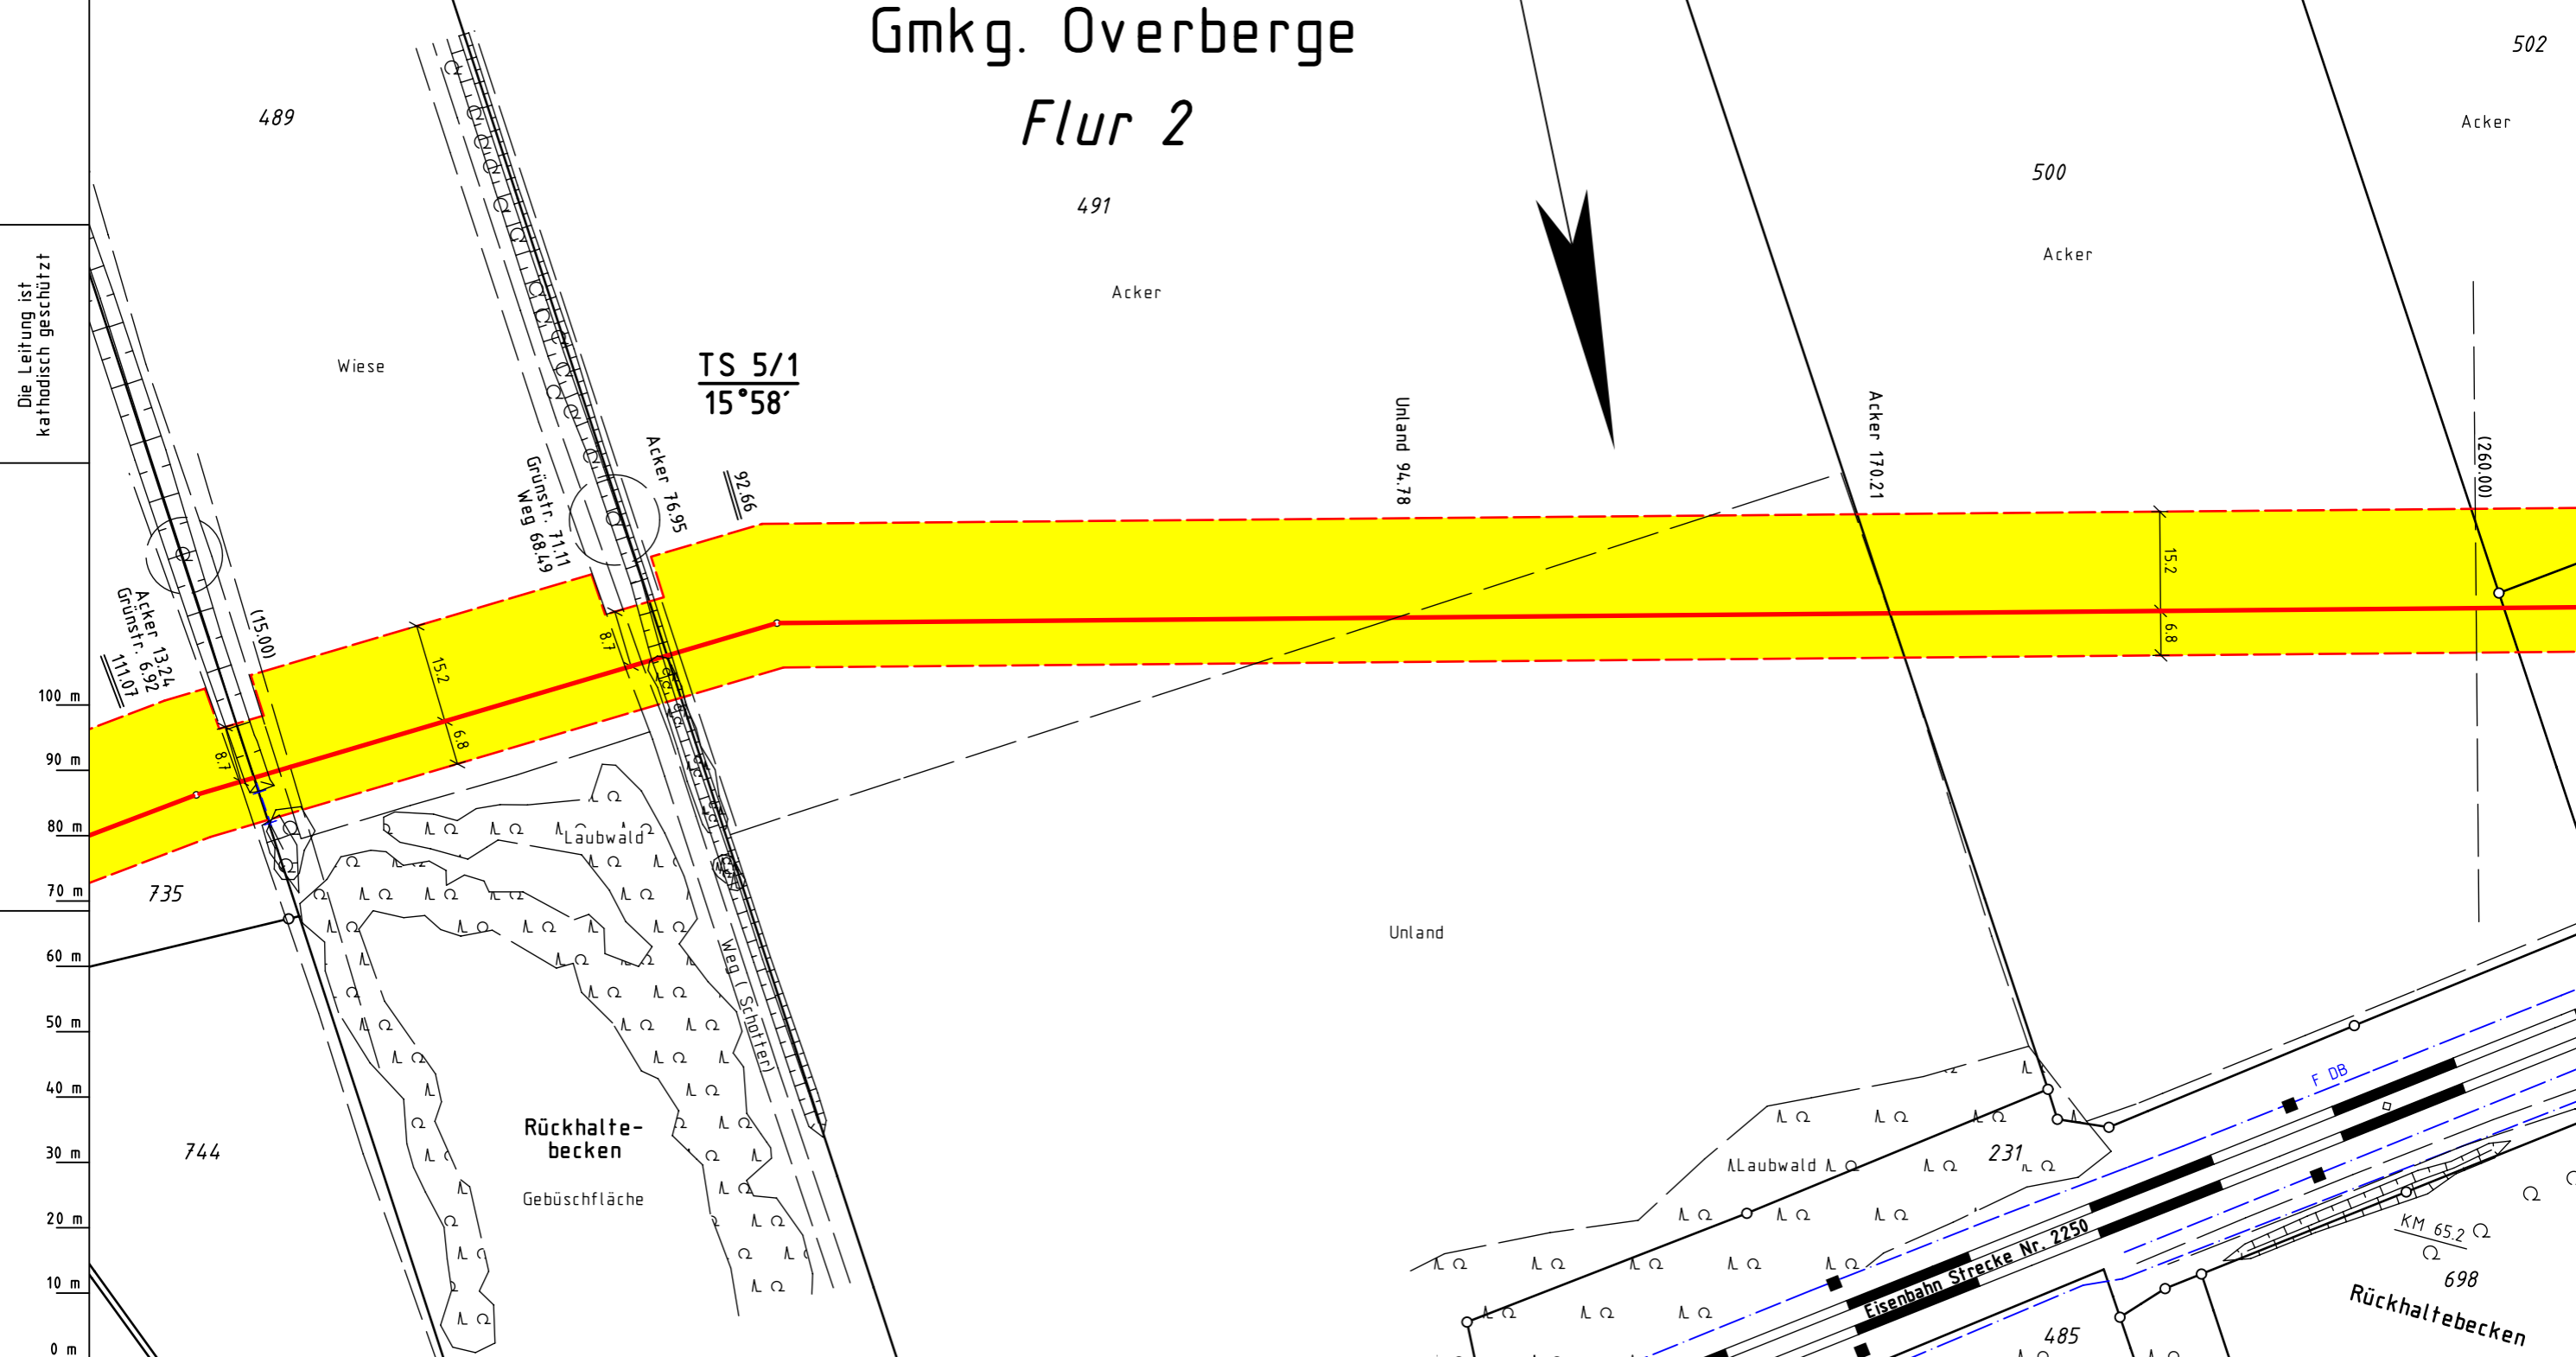 Gmkg. Overberge
Flur 2
502
489
Acker
500
491
Acker
Acker
Die Leitung ist
kathodisch geschützt
Wiese
TS 5/1
15°58′
Unland 94.78
Acker 170.21
(260.00)
Acker 76.95
Grünstr. 71.11
Weg 68.49
92.66
15.2
6.8
Acker 13.24
Grünstr. 6.92
111.07
(15.00)
8.7
15.2
6.8
8.7
100 m
90 m
80 m
70 m
60 m
50 m
40 m
30 m
20 m
10 m
0 m
735
Laubwald
Unland
Weg ( Schotter)
F DB
Rückhalte-
becken
744
Gebüschfläche
231
Laubwald
Eisenbahn Strecke Nr. 2250
KM 65.2
698
Rückhaltebecken
485